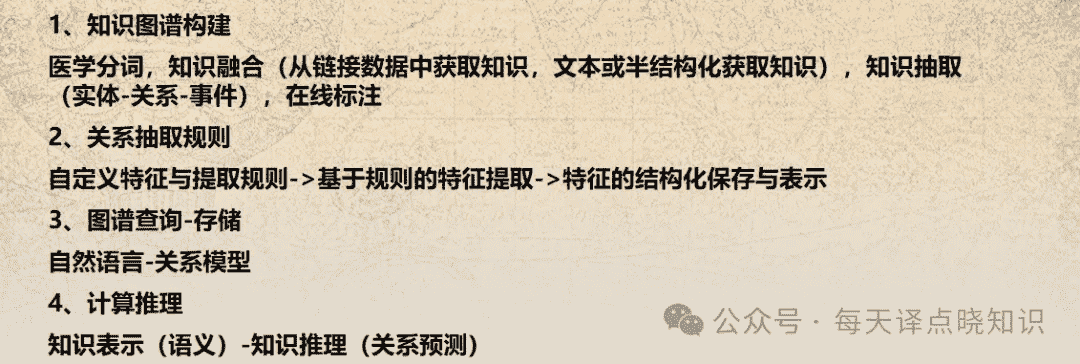 1、知识图谱构建
医学分词，知识融合（从链接数据中获取知识，文本或半结构化获取知识），知识抽取
（实体-关系-事件），在线标注
2、关系抽取规则
自定义特征与提取规则->基于规则的特征提取->特征的结构化保存与表示
3、图谱查询-存储
自然语言-关系模型
4、计算推理
知识表示（语义）-知识推理（关系预测）
公众号 · 每天译点晓知识